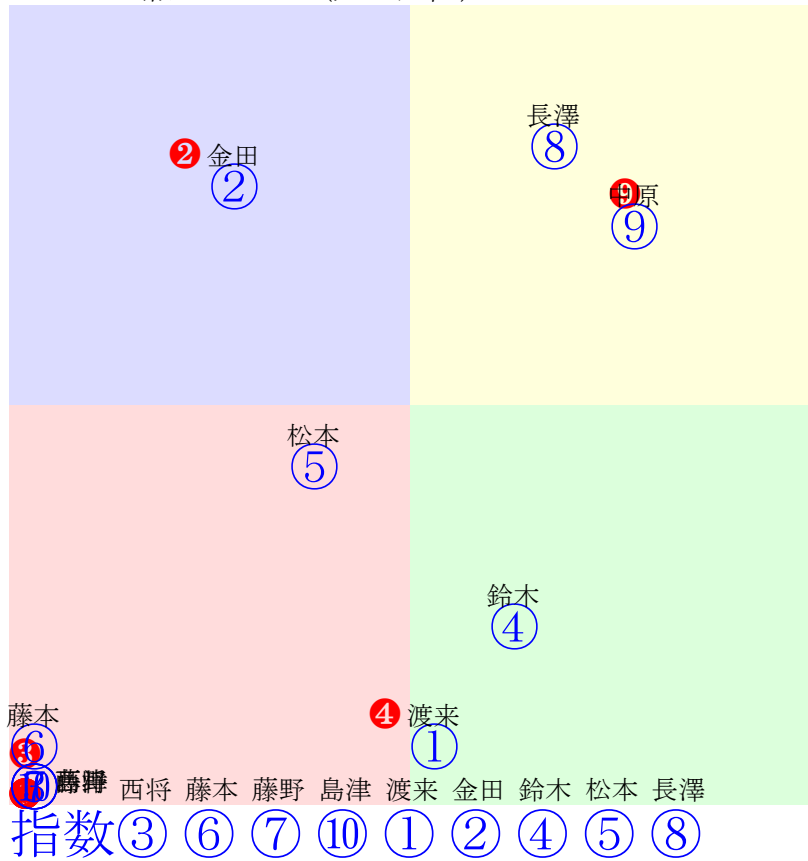 長澤
⑧
❷ 金田
②
❾ 中原
⑨
松本
⑤
鈴木
④
藤本
⑥
❹ 渡来
①
❸
西将 藤本 藤野 島津 渡来 金田 鈴木 松本 長澤
指数 ③ ⑥ ⑦ ⑩ ① ② ④ ⑤ ⑧